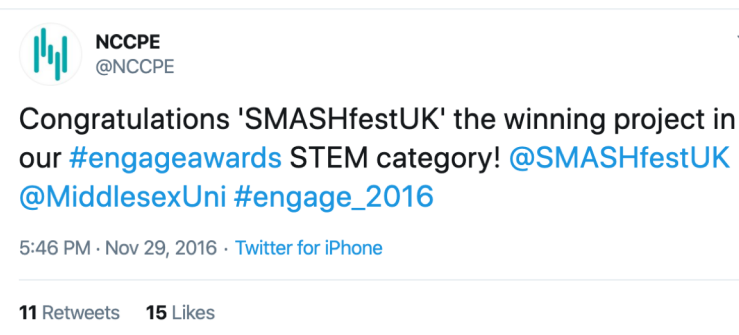 NCCPE
@NCCPE
Congratulations 'SMASHfestUK' the winning project in
our #engageawards STEM category! @SMASHfestUK
@MiddlesexUni #engage_2016
5:46 PM · Nov 29, 2016 · Twitter for iPhone
11 Retweets 15 Likes